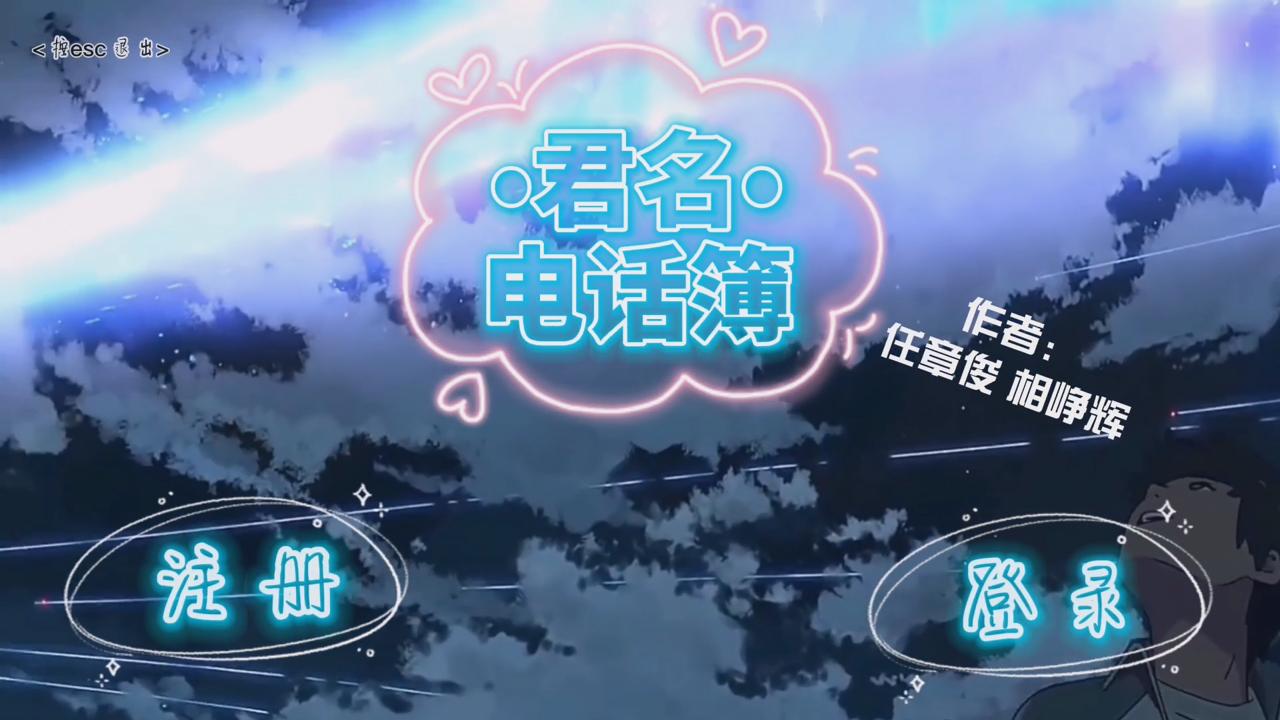 <按esc退出>
·君名·
电话簿
作者：
任章俊 相峥辉
注册
登录